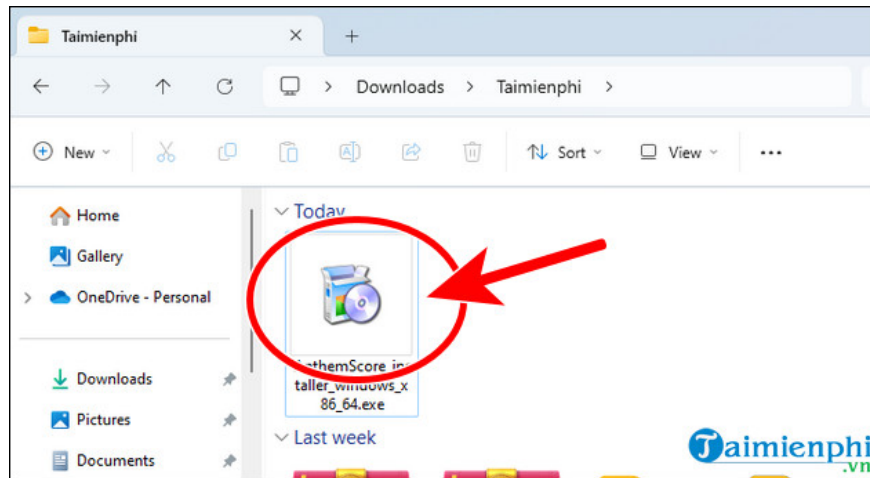 Taimienphi
Downloads > Taimienphi >
New
Sort
View
Home
Gallery
OneDrive - Personal
Downloads
Pictures
Documents
Today
taller_windows_x
86_64.exe
Last week
Taimienphi
.vn